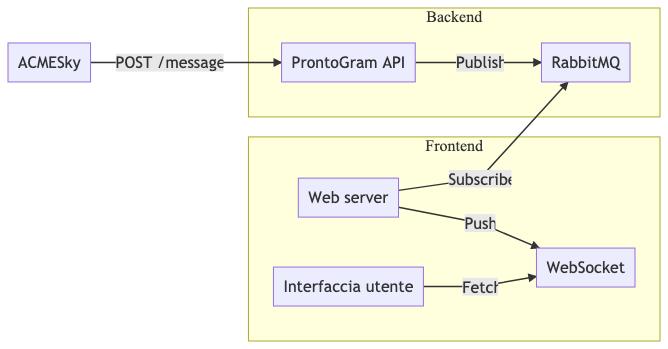 Backend
ACMESky
POST /message
ProntoGram API
Publish
RabbitMQ
Frontend
Subscribe
Web server
Push
WebSocket
Interfaccia utente
Fetch